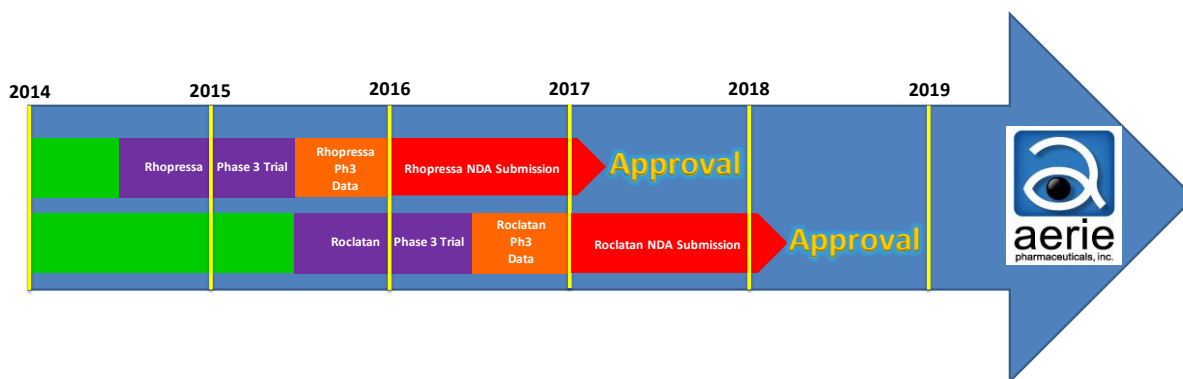 2014 2015 2016 2017 2018 2019
Rhopressa Phase 3 Trial
Rhopressa
Ph3
Data
Rhopressa NDA Submission
Approval
Roclatan Phase 3 Trial
Roclatan
Ph3
Data
Roclatan NDA Submission
Approval
aerie
pharmaceuticals, inc.